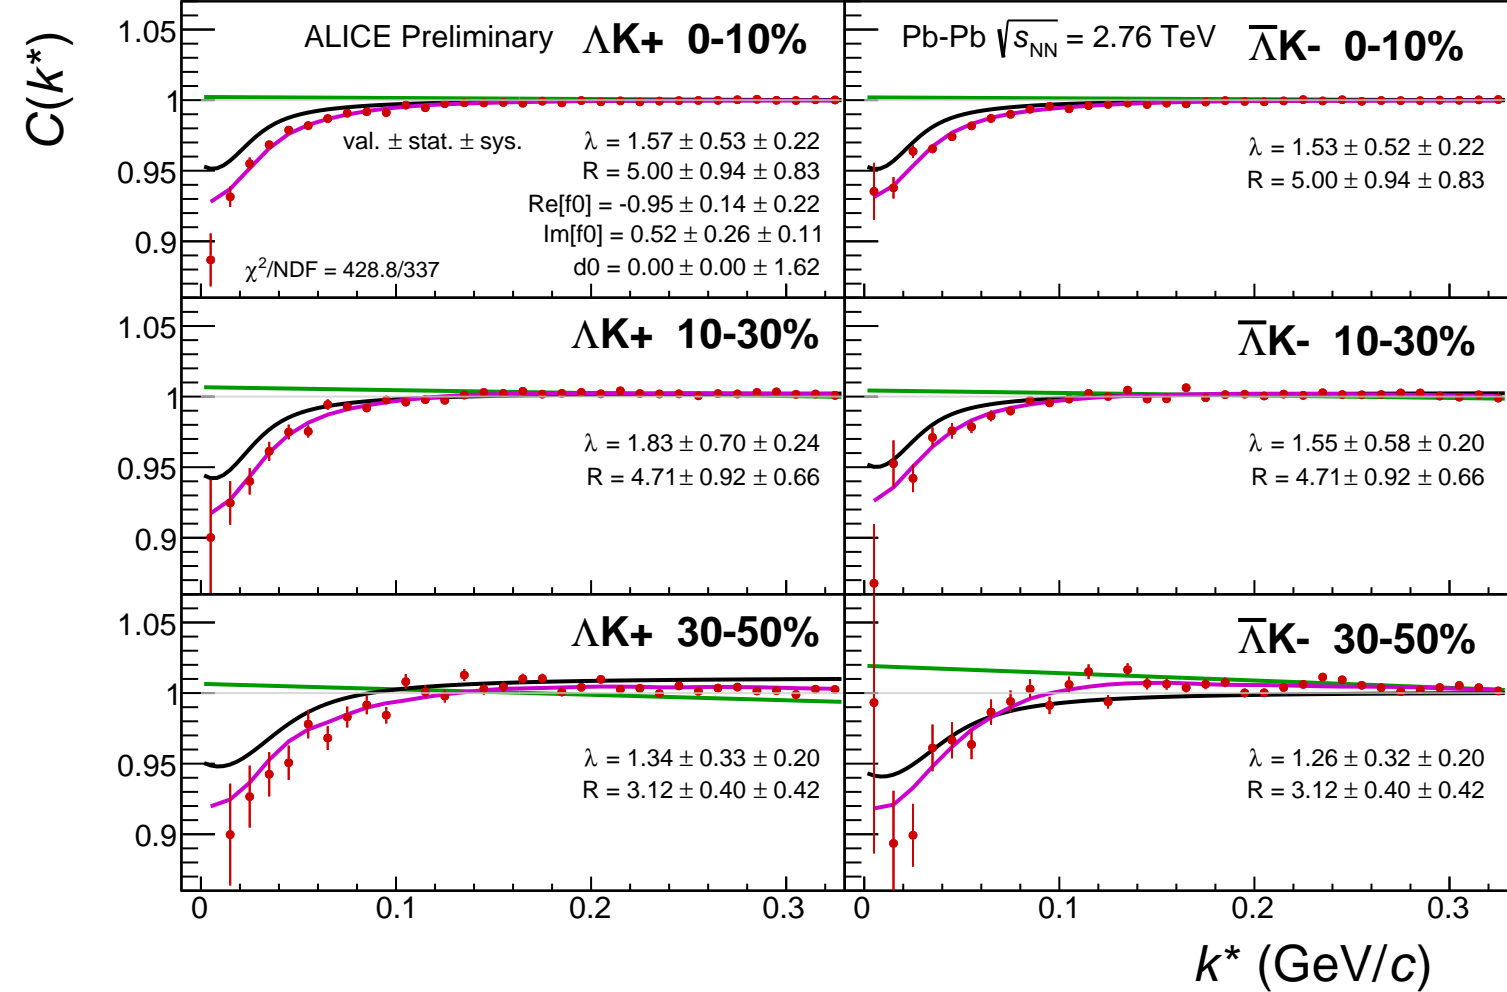 C(k*)
ALICE Preliminary ΛK+ 0-10%
1.05
1
0.95
0.9
val. ± stat. ± sys.
λ = 1.57 ± 0.53 ± 0.22
R = 5.00 ± 0.94 ± 0.83
Re[f0] = -0.95 ± 0.14 ± 0.22
Im[f0] = 0.52 ± 0.26 ± 0.11
d0 = 0.00 ± 0.00 ± 1.62
χ²/NDF = 428.8/337
Pb-Pb √sNN = 2.76 TeV Λ̅K- 0-10%
λ = 1.53 ± 0.52 ± 0.22
R = 5.00 ± 0.94 ± 0.83
ΛK+ 10-30%
1.05
1
0.95
0.9
λ = 1.83 ± 0.70 ± 0.24
R = 4.71 ± 0.92 ± 0.66
Λ̅K- 10-30%
λ = 1.55 ± 0.58 ± 0.20
R = 4.71 ± 0.92 ± 0.66
ΛK+ 30-50%
1.05
1
0.95
0.9
λ = 1.34 ± 0.33 ± 0.20
R = 3.12 ± 0.40 ± 0.42
Λ̅K- 30-50%
λ = 1.26 ± 0.32 ± 0.20
R = 3.12 ± 0.40 ± 0.42
0 0.1 0.2 0.3
0 0.1 0.2 0.3
k* (GeV/c)